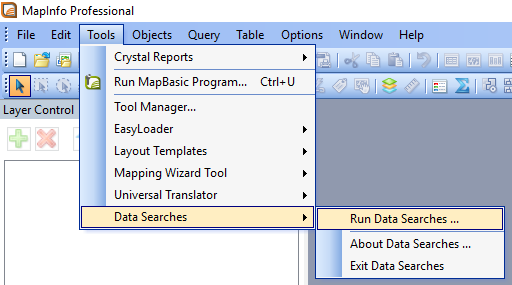 MapInfo Professional
File Edit Tools Objects Query Table Options Window Help
Crystal Reports
Run MapBasic Program... Ctrl+U
Tool Manager...
Layer Control
EasyLoader
Layout Templates
Mapping Wizard Tool
Universal Translator
Data Searches
Run Data Searches ...
About Data Searches ...
Exit Data Searches